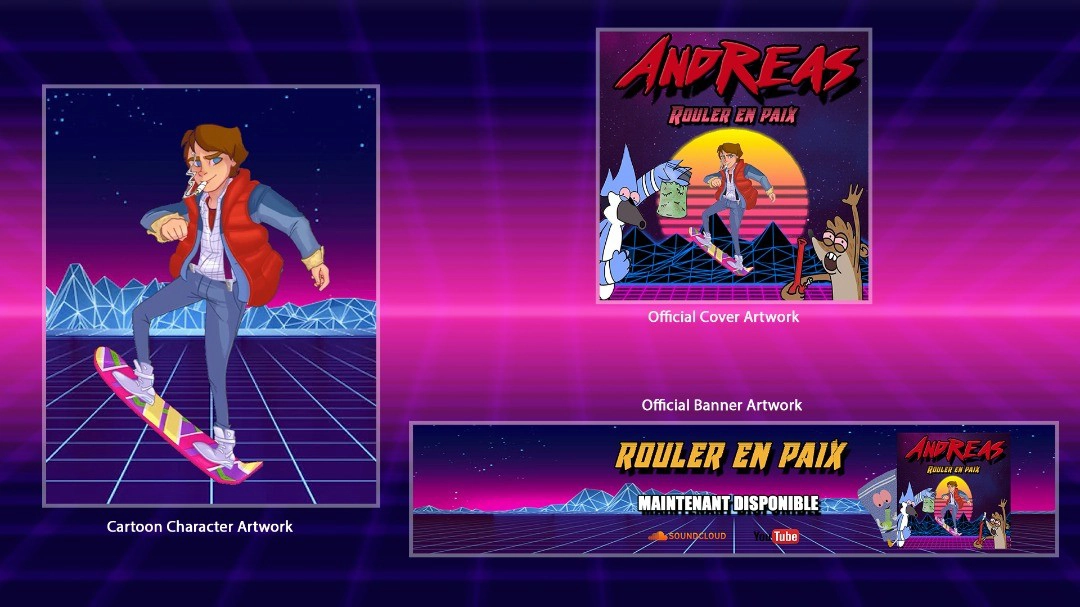 Cartoon Character Artwork
ANDREAS
ROULER EN PAIX
Official Cover Artwork
Official Banner Artwork
ROULER EN PAIX
MAINTENANT DISPONIBLE
SOUNDCLOUD
YouTube
ANDREAS
ROULER EN PAIX